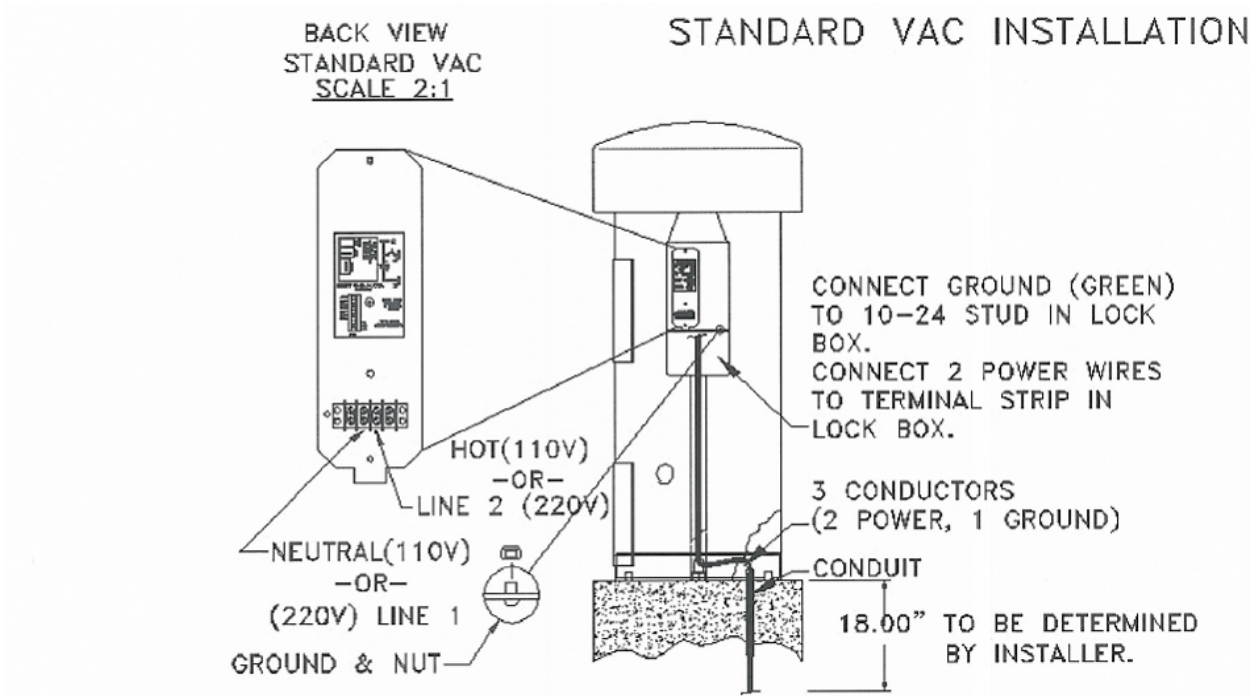 STANDARD VAC INSTALLATION
BACK VIEW
STANDARD VAC
SCALE 2:1
CONNECT GROUND (GREEN)
TO 10-24 STUD IN LOCK
BOX.
CONNECT 2 POWER WIRES
TO TERMINAL STRIP IN
LOCK BOX.
HOT(110V)
-OR-
LINE 2 (220V)
3 CONDUCTORS
(2 POWER, 1 GROUND)
NEUTRAL(110V)
-OR-
(220V) LINE 1
CONDUIT
18.00" TO BE DETERMINED
BY INSTALLER.
GROUND & NUT